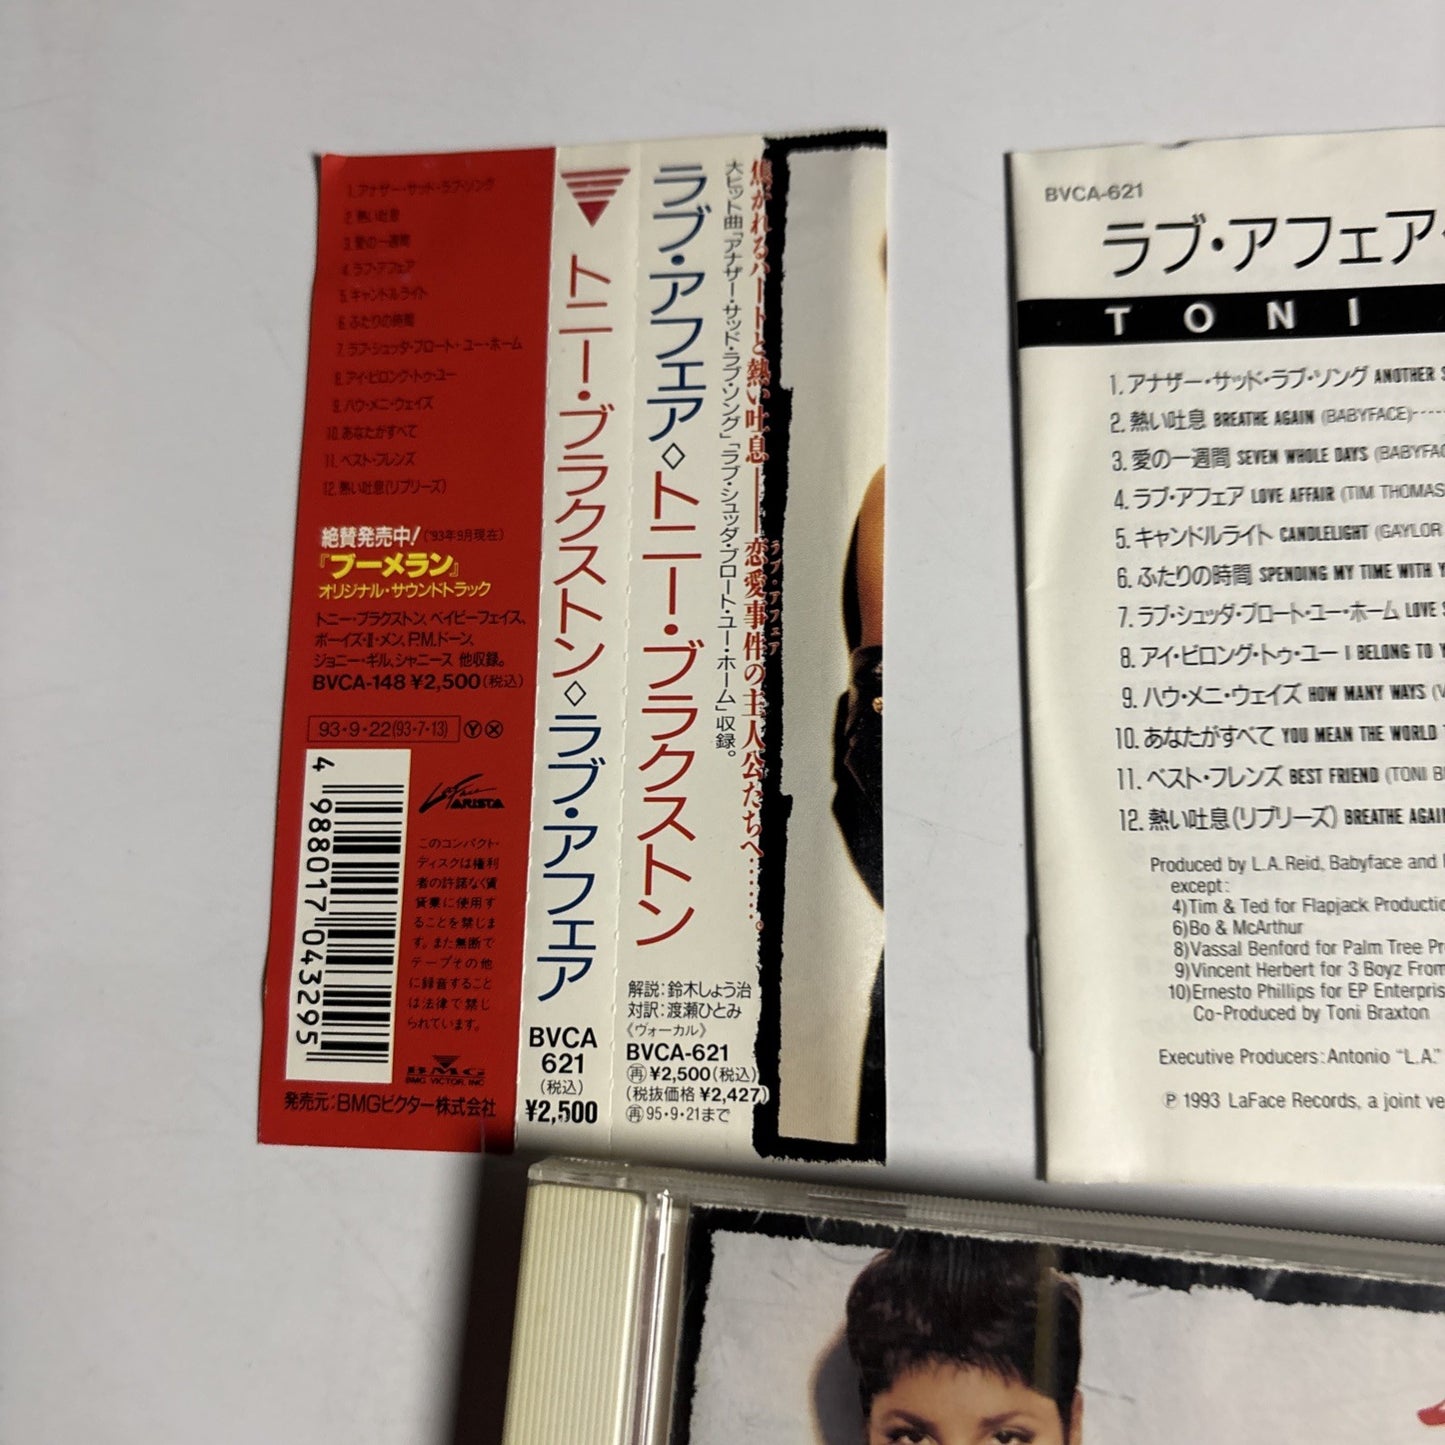 1.アナザー・サッド・ラブ・ソング
2.熱い吐息
3.愛の一週間
4.ラブ・アフェア
5.キャンドルライト
6.ふたりの時間
7.ラブ・シュッダ・ブロート・ユー・ホーム
8.アイ・ビロング・トゥ・ユー
9.ハウ・メニ・ウェイズ
10.あなたがすべて
11.ベスト・フレンズ
12.熱い吐息(リプリーズ)
絶賛発売中!('93年9月現在)
『ブーメラン』
オリジナル・サウンドトラック
トニー・ブラクストン、ベイビーフェイス、
ボーイズ・Ⅱ・メン、P.M.ドーン、
ジョニー・ギル、シャニース 他収録。
BVCA-148 ¥2,500(税込)
93・9・22(93・7・13) Ⓨ Ⓧ
4 988017 043295
LaFace
ARISTA
このコンパクト・
ディスクは権利
者の許諾なく賃
貸業に使用す
ることを禁じま
す。また無断で
テープその他
に録音すること
は法律で禁じ
られています。
BMG
BMG VICTOR, INC
発売元:BMGビクター株式会社
トニー・ブラクストン◇ラブ・アフェア
BVCA
621
(税込)
¥2,500
ラブ・アフェア◇トニー・ブラクストン
大ヒット曲「アナザー・サッド・ラブ・ソング」「ラブ・シュッダ・ブロート・ユー・ホーム」収録。
焦がれるハートと熱い吐息——恋愛事件の主人公たちへ……。
ラブ・アフェア
解説:鈴木しょう治
対訳:渡瀬ひとみ
《ヴォーカル》
BVCA-621
㊞¥2,500(税込)
(税抜価格 ¥2,427)
95・9・21まで
BVCA-621
ラブ・アフェア
TONI
1.アナザー・サッド・ラブ・ソング ANOTHER S
2.熱い吐息 BREATHE AGAIN (BABYFACE)
3.愛の一週間 SEVEN WHOLE DAYS (BABYFAC
4.ラブ・アフェア LOVE AFFAIR (TIM THOMAS
5.キャンドルライト CANDLELIGHT (GAYLOR
6.ふたりの時間 SPENDING MY TIME WITH Y
7.ラブ・シュッダ・ブロート・ユー・ホーム LOVE S
8.アイ・ビロング・トゥ・ユー I BELONG TO Y
9.ハウ・メニ・ウェイズ HOW MANY WAYS (V
10.あなたがすべて YOU MEAN THE WORLD T
11.ベスト・フレンズ BEST FRIEND (TONI B
12.熱い吐息(リプリーズ) BREATHE AGAIN
Produced by L.A.Reid, Babyface and
except:
4)Tim & Ted for Flapjack Productio
6)Bo & McArthur
8)Vassal Benford for Palm Tree Pr
9)Vincent Herbert for 3 Boyz From
10)Ernesto Phillips for EP Enterpris
Co-Produced by Toni Braxton
Executive Producers:Antonio "L.A."
℗ 1993 LaFace Records, a joint ve